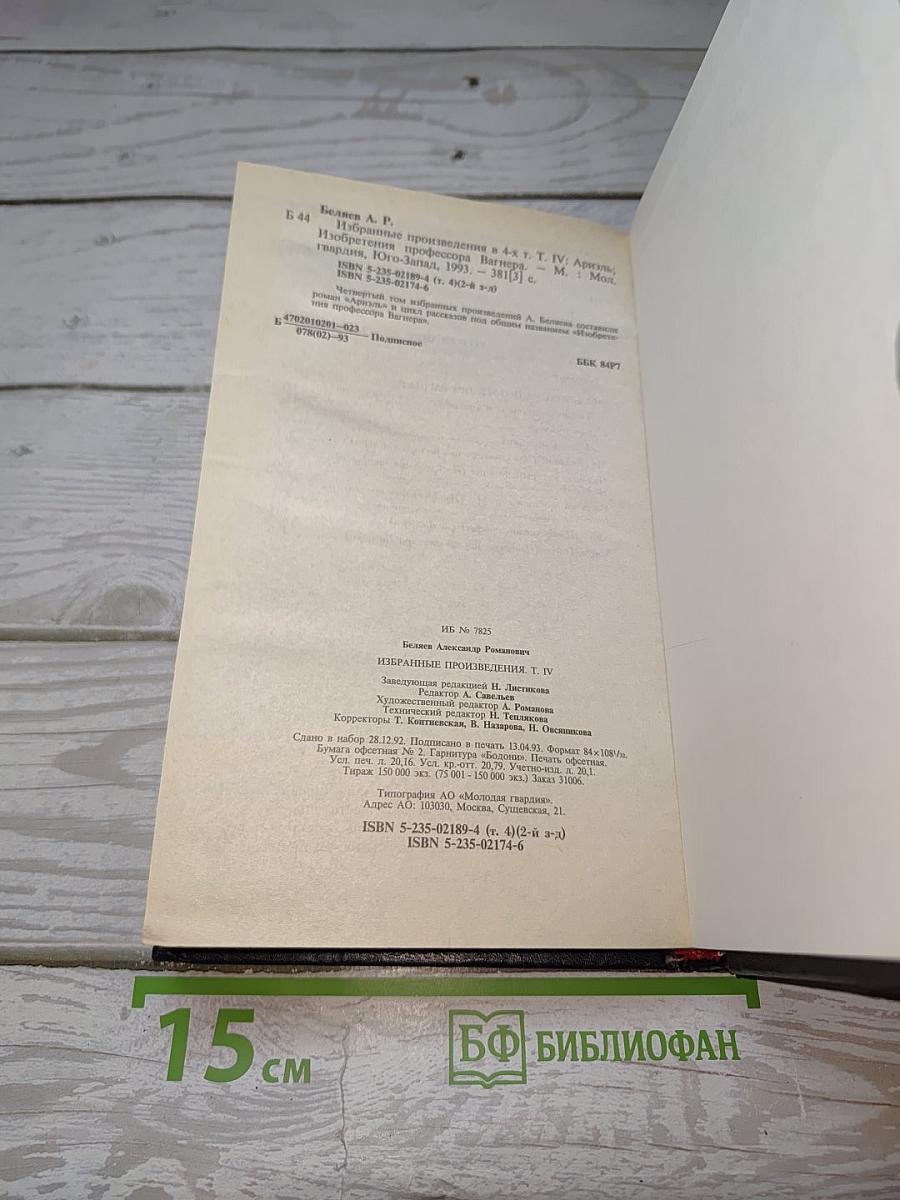 Беляев А. Р.
Б 44 Избранные произведения в 4-х т. Т. IV: Ариэль;
Изобретения профессора Вагнера. — М. : Мол.
гвардия, Юго-Запад, 1993. — 381[3] с.
ISBN 5-235-02189-4 (т. 4)(2-й з-д)
ISBN 5-235-02174-6
Четвертый том избранных произведений А. Беляева составили
роман «Ариэль» и цикл рассказов под общим названием «Изобрете-
ния профессора Вагнера».
Б 4702010201—023
078(02)—93 — Подписное
ББК 84Р7
ИБ № 7825
Беляев Александр Романович
ИЗБРАННЫЕ ПРОИЗВЕДЕНИЯ. Т. IV
Заведующая редакцией Н. Листикова
Редактор А. Савельев
Художественный редактор А. Романова
Технический редактор Н. Теплякова
Корректоры Т. Контиевская, В. Назарова, Н. Овсяникова
Сдано в набор 28.12.92. Подписано в печать 13.04.93. Формат 84×108¹/₃₂.
Бумага офсетная № 2. Гарнитура «Бодони». Печать офсетная.
Усл. печ. л. 20,16. Усл. кр.-отт. 20,79. Учетно-изд. л. 20,1.
Тираж 150 000 экз. (75 001 - 150 000 экз.) Заказ 31006.
Типография АО «Молодая гвардия».
Адрес АО: 103030, Москва, Сущевская, 21.
ISBN 5-235-02189-4 (т. 4)(2-й з-д)
ISBN 5-235-02174-6
15 см БФ БИБЛИОФАН